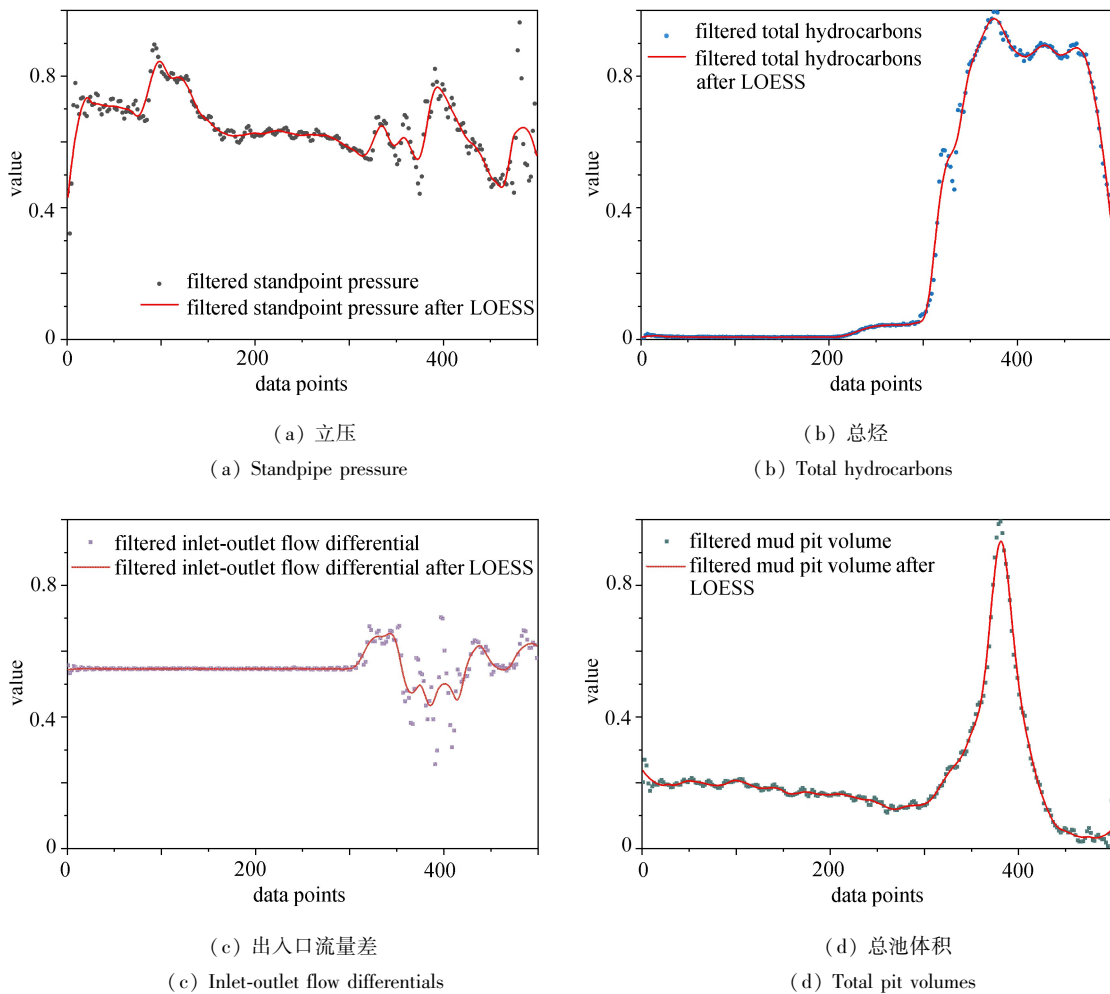 0.8
0.4
0
value
filtered standpoint pressure
filtered standpoint pressure after LOESS
0
200
400
data points
(a) 立压
(a) Standpipe pressure
0.8
0.4
0
value
filtered total hydrocarbons
filtered total hydrocarbons
after LOESS
0
200
400
data points
(b) 总烃
(b) Total hydrocarbons
0.8
0.4
0
value
filtered inlet-outlet flow differential
filtered inlet-outlet flow differential after LOESS
0
200
400
data points
(c) 出入口流量差
(c) Inlet-outlet flow differentials
0.8
0.4
0
value
filtered mud pit volume
filtered mud pit volume after
LOESS
0
200
400
data points
(d) 总池体积
(d) Total pit volumes